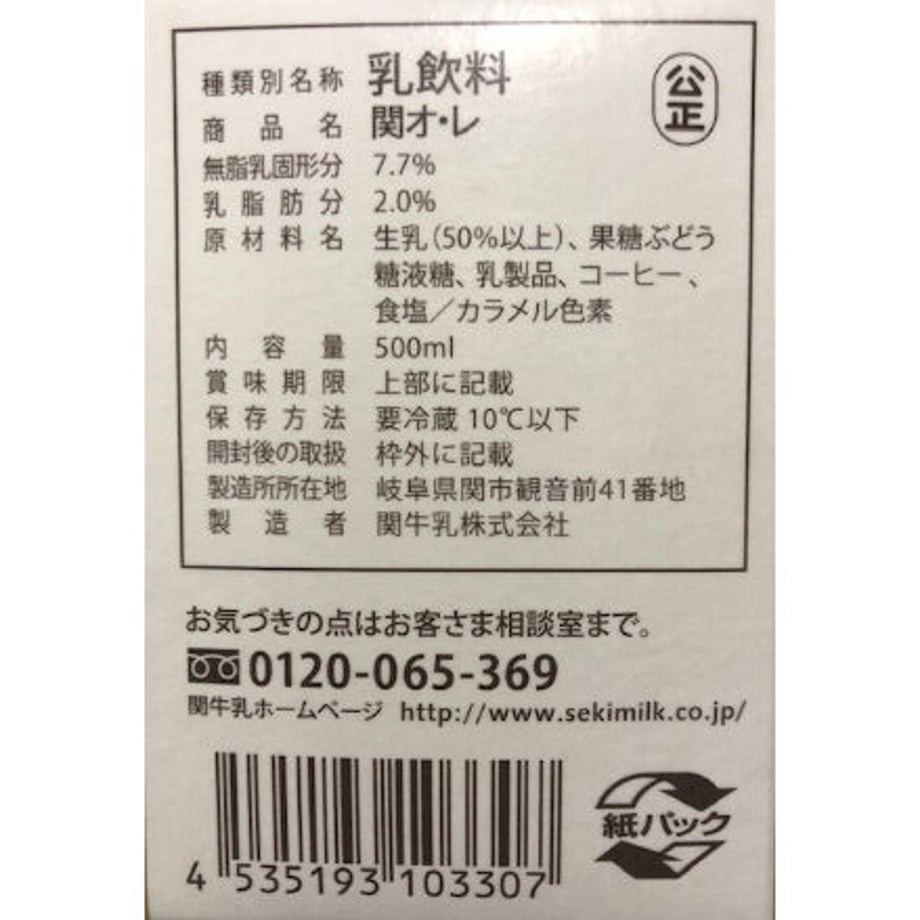 公正
種類別名称 乳飲料
商品名 関オ・レ
無脂乳固形分 7.7%
乳脂肪分 2.0%
原材料名 生乳(50%以上)、果糖ぶどう
糖液糖、乳製品、コーヒー、
食塩/カラメル色素
内容量 500ml
賞味期限 上部に記載
保存方法 要冷蔵 10℃以下
開封後の取扱 枠外に記載
製造所所在地 岐阜県関市観音前41番地
製造者 関牛乳株式会社
お気づきの点はお客さま相談室まで。
0120-065-369
関牛乳ホームページ http://www.sekimilk.co.jp/
紙パック
4 535193 103307